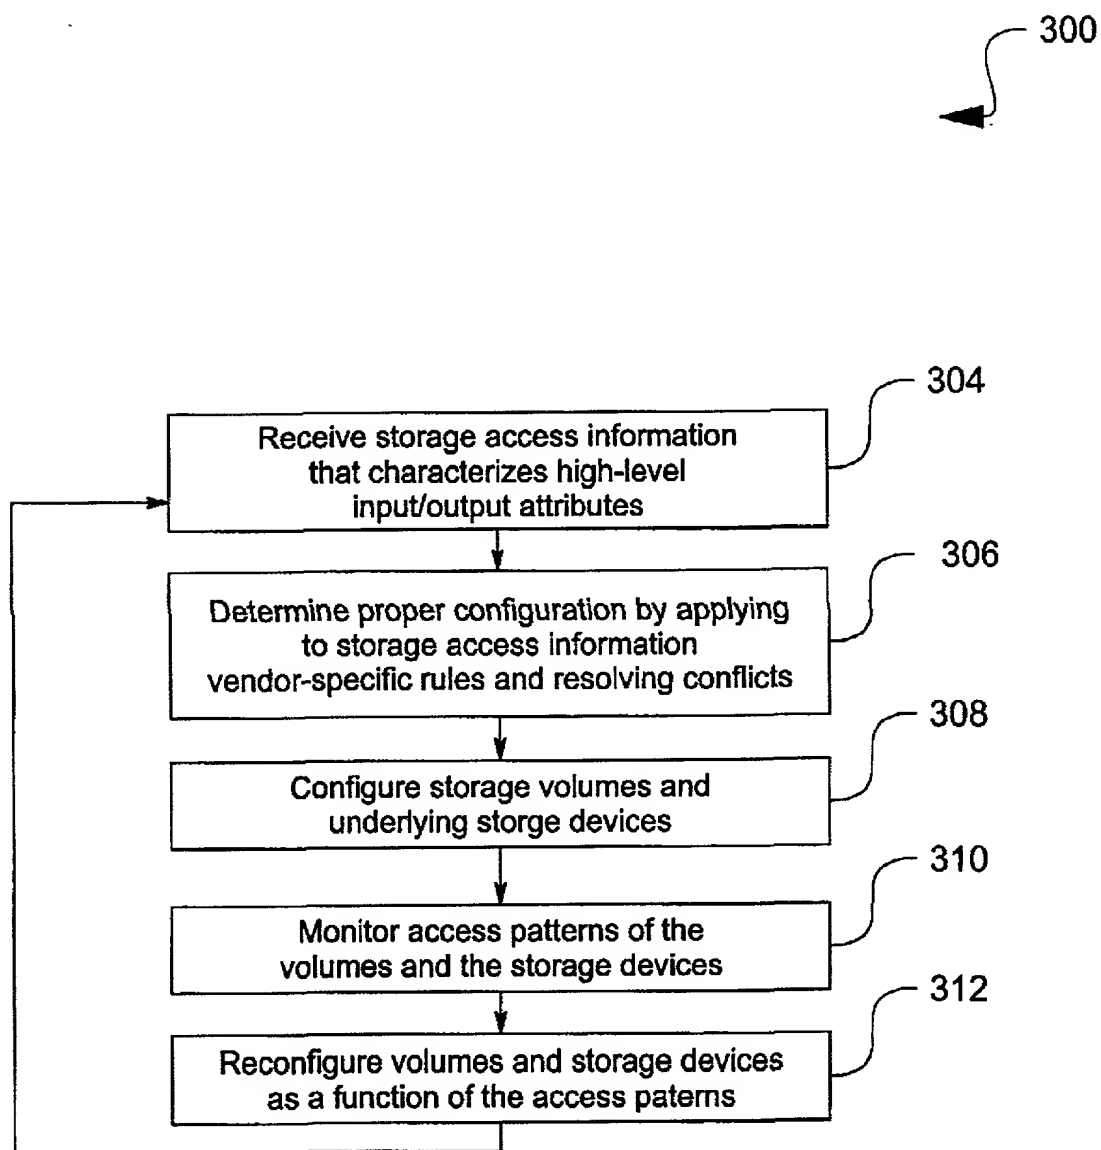 300
304
Receive storage access information
that characterizes high-level
input/output attributes
306
Determine proper configuration by applying
to storage access information
vendor-specific rules and resolving conflicts
308
Configure storage volumes and
underlying storge devices
310
Monitor access patterns of the
volumes and the storage devices
312
Reconfigure volumes and storage devices
as a function of the access paterns